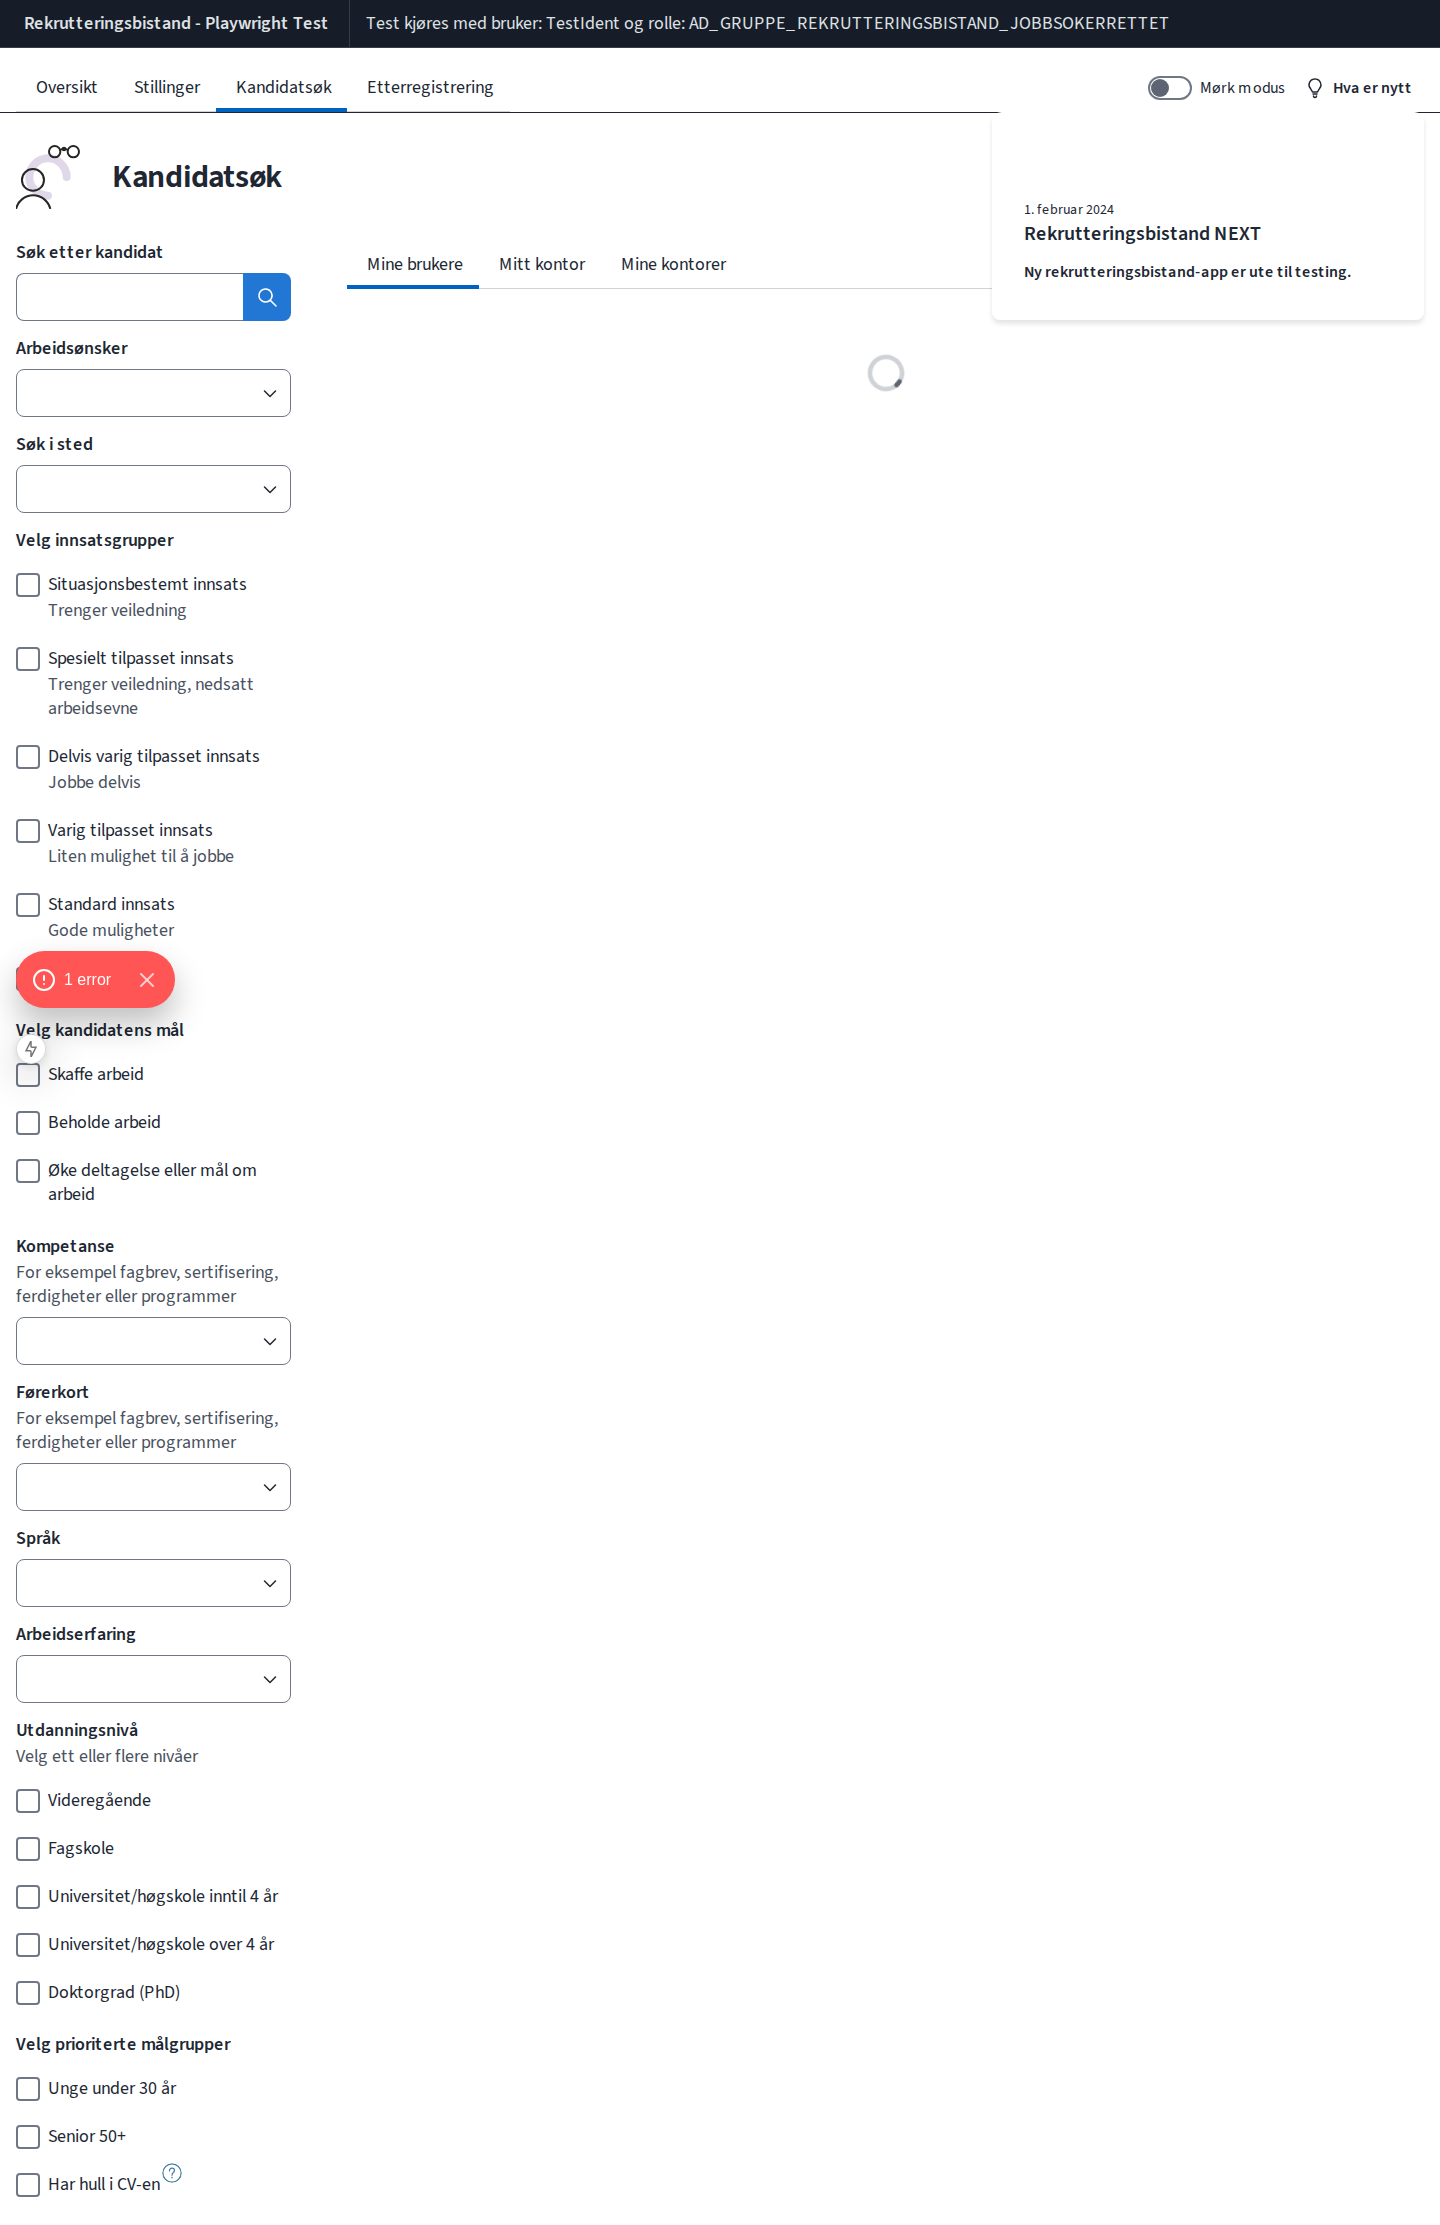 Rekrutteringsbistand - Playwright Test
Test kjøres med bruker: TestIdent og rolle: AD_GRUPPE_REKRUTTERINGSBISTAND_JOBBSOKERRETTET
Oversikt
Stillinger
Kandidatsøk
Etterregistrering
Mørk modus
Hva er nytt
Kandidatsøk
1. februar 2024
Rekrutteringsbistand NEXT
Ny rekrutteringsbistand-app er ute til testing.
Mine brukere
Mitt kontor
Mine kontorer
Søk etter kandidat
Arbeidsønsker
Søk i sted
Velg innsatsgrupper
Situasjonsbestemt innsats
Trenger veiledning
Spesielt tilpasset innsats
Trenger veiledning, nedsatt
arbeidsevne
Delvis varig tilpasset innsats
Jobbe delvis
Varig tilpasset innsats
Liten mulighet til å jobbe
Standard innsats
Gode muligheter
1 error
Velg kandidatens mål
Skaffe arbeid
Beholde arbeid
Øke deltagelse eller mål om
arbeid
Kompetanse
For eksempel fagbrev, sertifisering,
ferdigheter eller programmer
Førerkort
For eksempel fagbrev, sertifisering,
ferdigheter eller programmer
Språk
Arbeidserfaring
Utdanningsnivå
Velg ett eller flere nivåer
Videregående
Fagskole
Universitet/høgskole inntil 4 år
Universitet/høgskole over 4 år
Doktorgrad (PhD)
Velg prioriterte målgrupper
Unge under 30 år
Senior 50+
Har hull i CV-en